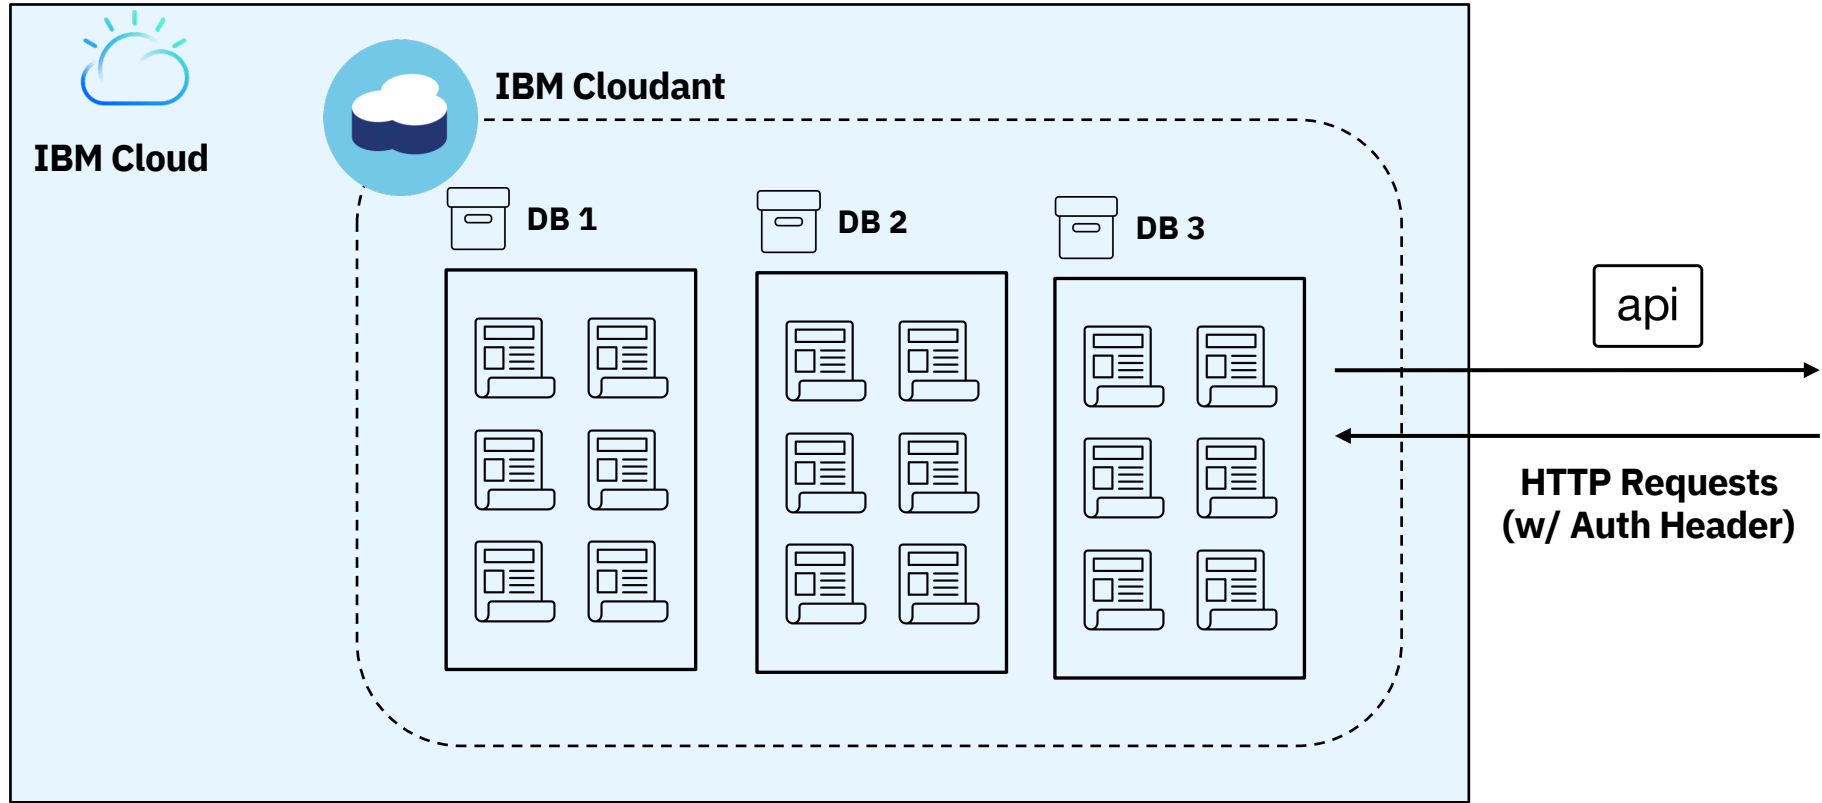 IBM Cloud
IBM Cloudant
DB 1
DB 2
DB 3
api
HTTP Requests
(w/ Auth Header)